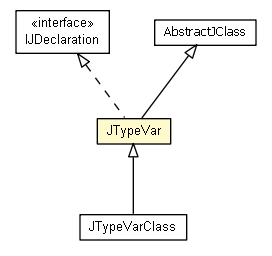 «interface»
IJDeclaration
AbstractJClass
JTypeVar
JTypeVarClass